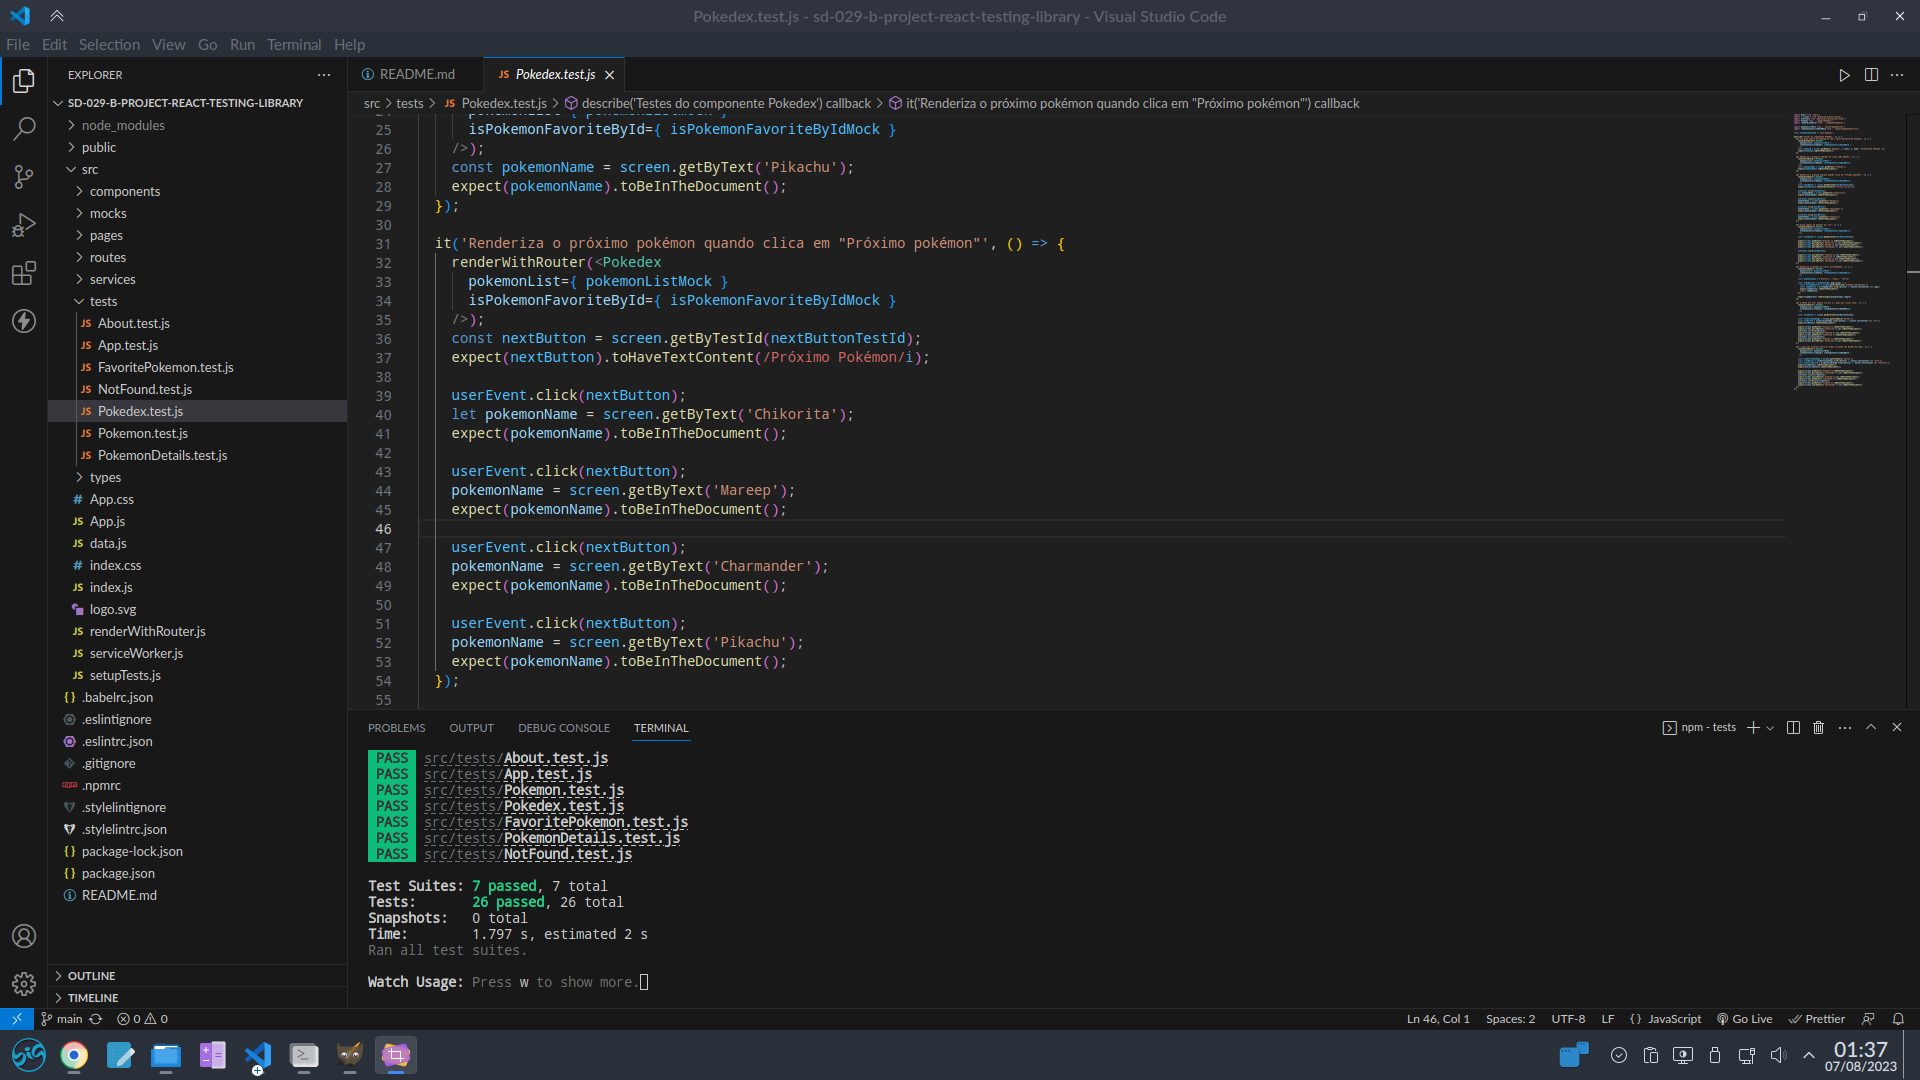 Pokedex.test.js - sd-029-b-project-react-testing-library - Visual Studio Code
File Edit Selection View Go Run Terminal Help
EXPLORER
SD-029-B-PROJECT-REACT-TESTING-LIBRARY
node_modules
public
src
components
mocks
pages
routes
services
tests
JS About.test.js
JS App.test.js
JS FavoritePokemon.test.js
JS NotFound.test.js
JS Pokedex.test.js
JS Pokemon.test.js
JS PokemonDetails.test.js
types
# App.css
JS App.js
JS data.js
# index.css
JS index.js
logo.svg
JS renderWithRouter.js
JS serviceWorker.js
JS setupTests.js
{} .babelrc.json
.eslintignore
.eslintrc.json
.gitignore
.npmrc
.stylelintignore
.stylelintrc.json
{} package-lock.json
{} package.json
README.md
OUTLINE
TIMELINE
README.md JS Pokedex.test.js
src > tests > JS Pokedex.test.js > describe('Testes do componente Pokedex') callback > it('Renderiza o próximo pokémon quando clica em "Próximo pokémon"') callback
25 isPokemonFavoriteById={ isPokemonFavoriteByIdMock }
26 />);
27 const pokemonName = screen.getByText('Pikachu');
28 expect(pokemonName).toBeInTheDocument();
29 });
30
31 it('Renderiza o próximo pokémon quando clica em "Próximo pokémon"', () => {
32 renderWithRouter(<Pokedex
33 pokemonList={ pokemonListMock }
34 isPokemonFavoriteById={ isPokemonFavoriteByIdMock }
35 />);
36 const nextButton = screen.getByTestId(nextButtonTestId);
37 expect(nextButton).toHaveTextContent(/Próximo Pokémon/i);
38
39 userEvent.click(nextButton);
40 let pokemonName = screen.getByText('Chikorita');
41 expect(pokemonName).toBeInTheDocument();
42
43 userEvent.click(nextButton);
44 pokemonName = screen.getByText('Mareep');
45 expect(pokemonName).toBeInTheDocument();
46
47 userEvent.click(nextButton);
48 pokemonName = screen.getByText('Charmander');
49 expect(pokemonName).toBeInTheDocument();
50
51 userEvent.click(nextButton);
52 pokemonName = screen.getByText('Pikachu');
53 expect(pokemonName).toBeInTheDocument();
54 });
55
PROBLEMS OUTPUT DEBUG CONSOLE TERMINAL npm - tests
PASS src/tests/About.test.js
PASS src/tests/App.test.js
PASS src/tests/Pokemon.test.js
PASS src/tests/Pokedex.test.js
PASS src/tests/FavoritePokemon.test.js
PASS src/tests/PokemonDetails.test.js
PASS src/tests/NotFound.test.js
Test Suites: 7 passed, 7 total
Tests: 26 passed, 26 total
Snapshots: 0 total
Time: 1.797 s, estimated 2 s
Ran all test suites.
Watch Usage: Press w to show more.
main 0 0 Ln 46, Col 1 Spaces: 2 UTF-8 LF {} JavaScript Go Live Prettier
01:37
07/08/2023